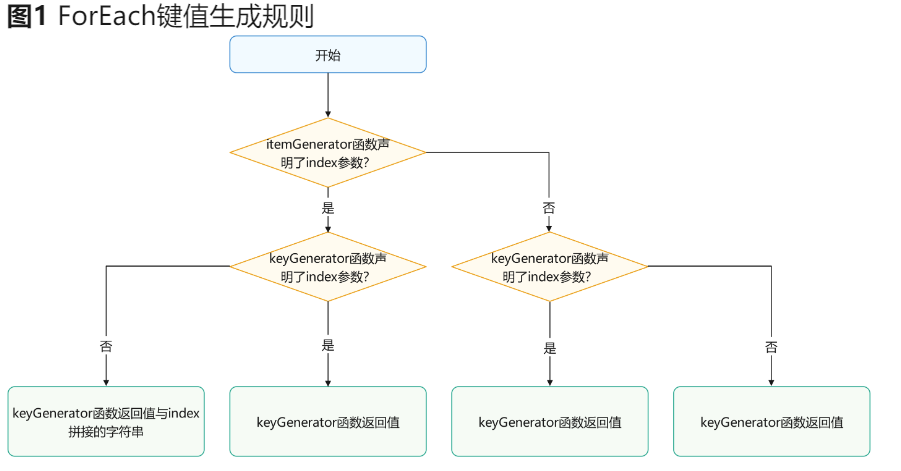 图1 ForEach键值生成规则
开始
itemGenerator函数声
明了index参数?
是
否
keyGenerator函数声
明了index参数?
keyGenerator函数声
明了index参数?
否
是
是
否
keyGenerator函数返回值与index
拼接的字符串
keyGenerator函数返回值
keyGenerator函数返回值
keyGenerator函数返回值